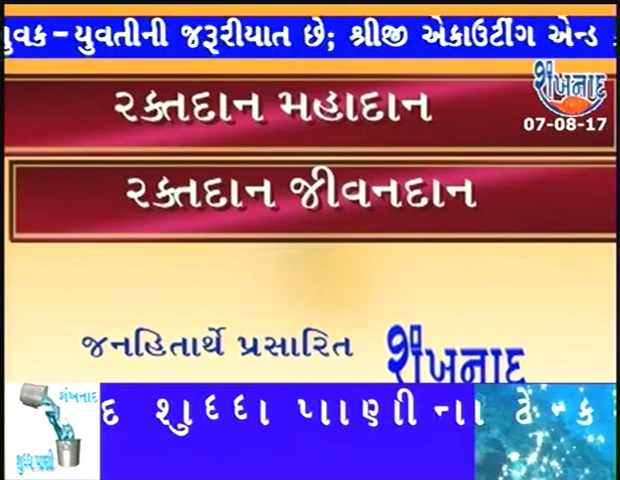 યુવક - યુવતીની જરૂરીયાત છે; શ્રીજી એકાઉટીંગ એન્ડ
શંખનાદ
07-08-17
રક્તદાન મહાદાન
રક્તદાન જીવનદાન
જનહિતાર્થે પ્રસારિત શંખનાદ
શંખનાદ
શુધ્ધ પાણી
દ શુધ્ધ પાણીના